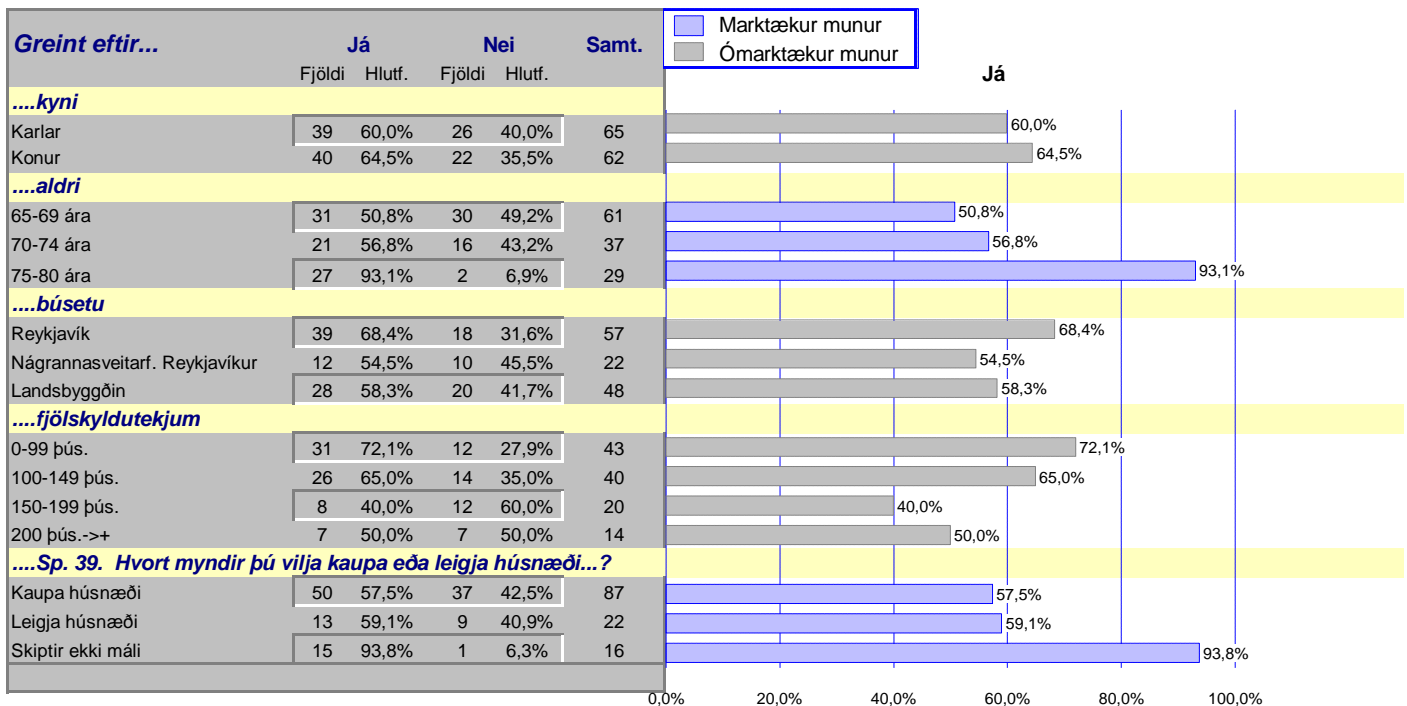 Marktækur munur
Ómarktækur munur
Greint eftir... Já Nei Samt.
Fjöldi Hlutf. Fjöldi Hlutf.
Já
....kyni
Karlar 39 60,0% 26 40,0% 65 60,0%
Konur 40 64,5% 22 35,5% 62 64,5%
....aldri
65-69 ára 31 50,8% 30 49,2% 61 50,8%
70-74 ára 21 56,8% 16 43,2% 37 56,8%
75-80 ára 27 93,1% 2 6,9% 29 93,1%
....búsetu
Reykjavík 39 68,4% 18 31,6% 57 68,4%
Nágrannasveitarf. Reykjavíkur 12 54,5% 10 45,5% 22 54,5%
Landsbyggðin 28 58,3% 20 41,7% 48 58,3%
....fjölskyldutekjum
0-99 þús. 31 72,1% 12 27,9% 43 72,1%
100-149 þús. 26 65,0% 14 35,0% 40 65,0%
150-199 þús. 8 40,0% 12 60,0% 20 40,0%
200 þús.->+ 7 50,0% 7 50,0% 14 50,0%
....Sp. 39. Hvort myndir þú vilja kaupa eða leigja húsnæði...?
Kaupa húsnæði 50 57,5% 37 42,5% 87 57,5%
Leigja húsnæði 13 59,1% 9 40,9% 22 59,1%
Skiptir ekki máli 15 93,8% 1 6,3% 16 93,8%
0,0% 20,0% 40,0% 60,0% 80,0% 100,0%